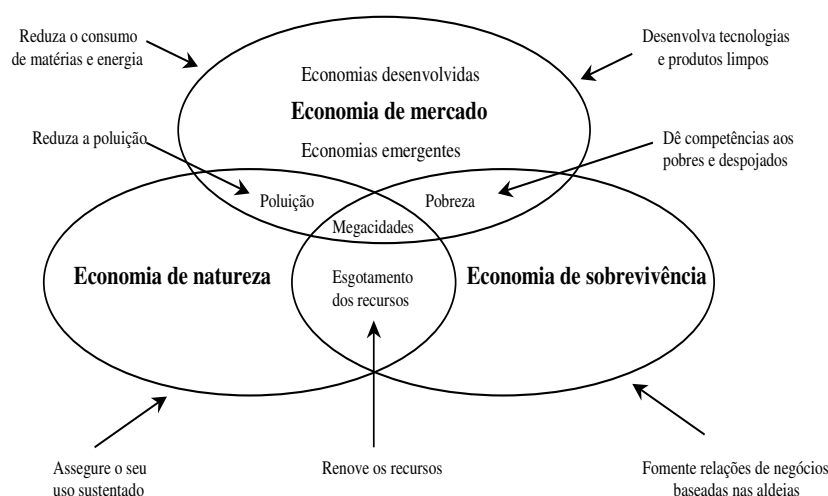 Reduza o consumo
de matérias e energia
Desenvolva tecnologias
e produtos limpos
Economias desenvolvidas
Economia de mercado
Economias emergentes
Reduza a poluição
Dê competências aos
pobres e despojados
Poluição
Pobreza
Megacidades
Economia de natureza
Esgotamento
dos recursos
Economia de sobrevivência
Assegure o seu
uso sustentado
Renove os recursos
Fomente relações de negócios
baseadas nas aldeias